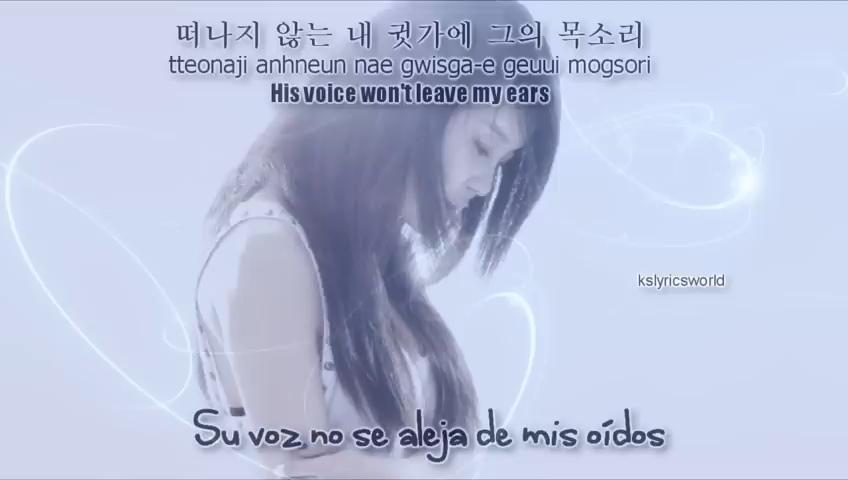 떠나지 않는 내 귓가에 그의 목소리
tteonaji anhneun nae gwisga-e geuui mogsori
His voice won't leave my ears
kslyricsworld
Su voz no se aleja de mis oídos